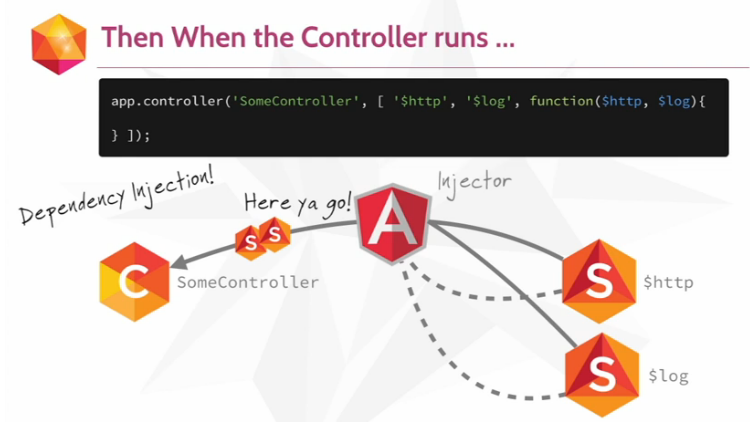 Then When the Controller runs ...
app.controller('SomeController', [ '$http', '$log', function($http, $log){
} ]);
Dependency Injection!
Here ya go!
Injector
A
S S
C
SomeController
S
$http
S
$log